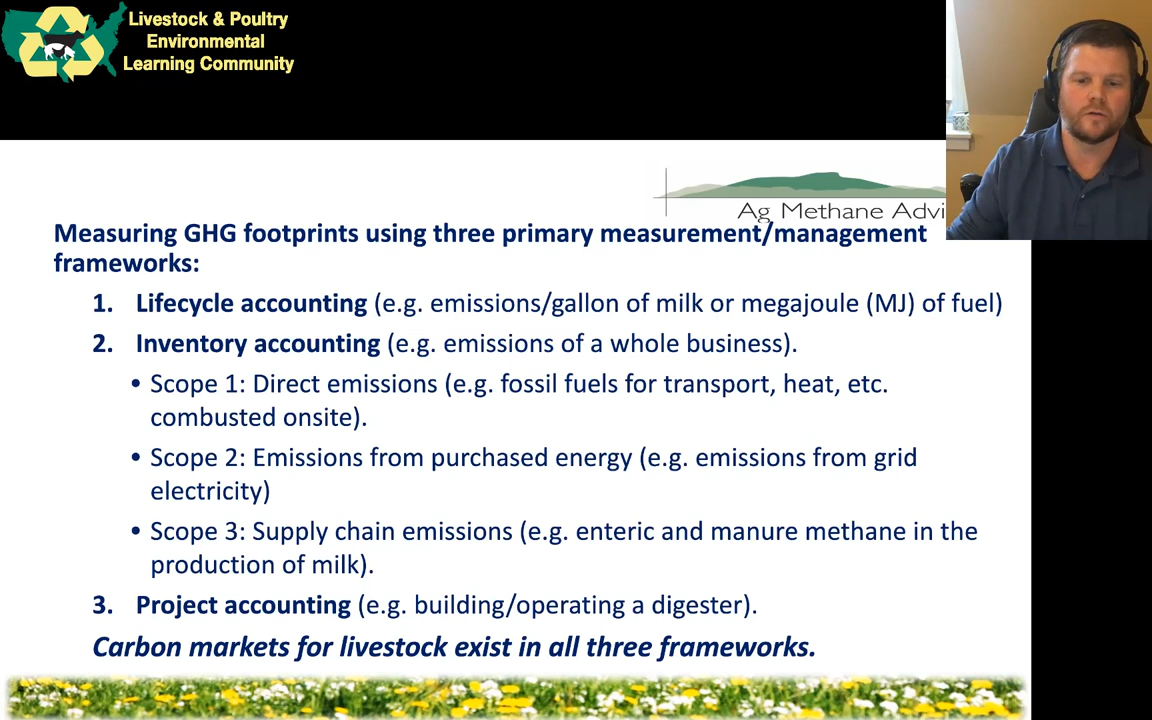 Livestock & Poultry
Environmental
Learning Community
Ag Methane Advi
Measuring GHG footprints using three primary measurement/management
frameworks:
1. Lifecycle accounting (e.g. emissions/gallon of milk or megajoule (MJ) of fuel)
2. Inventory accounting (e.g. emissions of a whole business).
• Scope 1: Direct emissions (e.g. fossil fuels for transport, heat, etc.
combusted onsite).
• Scope 2: Emissions from purchased energy (e.g. emissions from grid
electricity)
• Scope 3: Supply chain emissions (e.g. enteric and manure methane in the
production of milk).
3. Project accounting (e.g. building/operating a digester).
Carbon markets for livestock exist in all three frameworks.